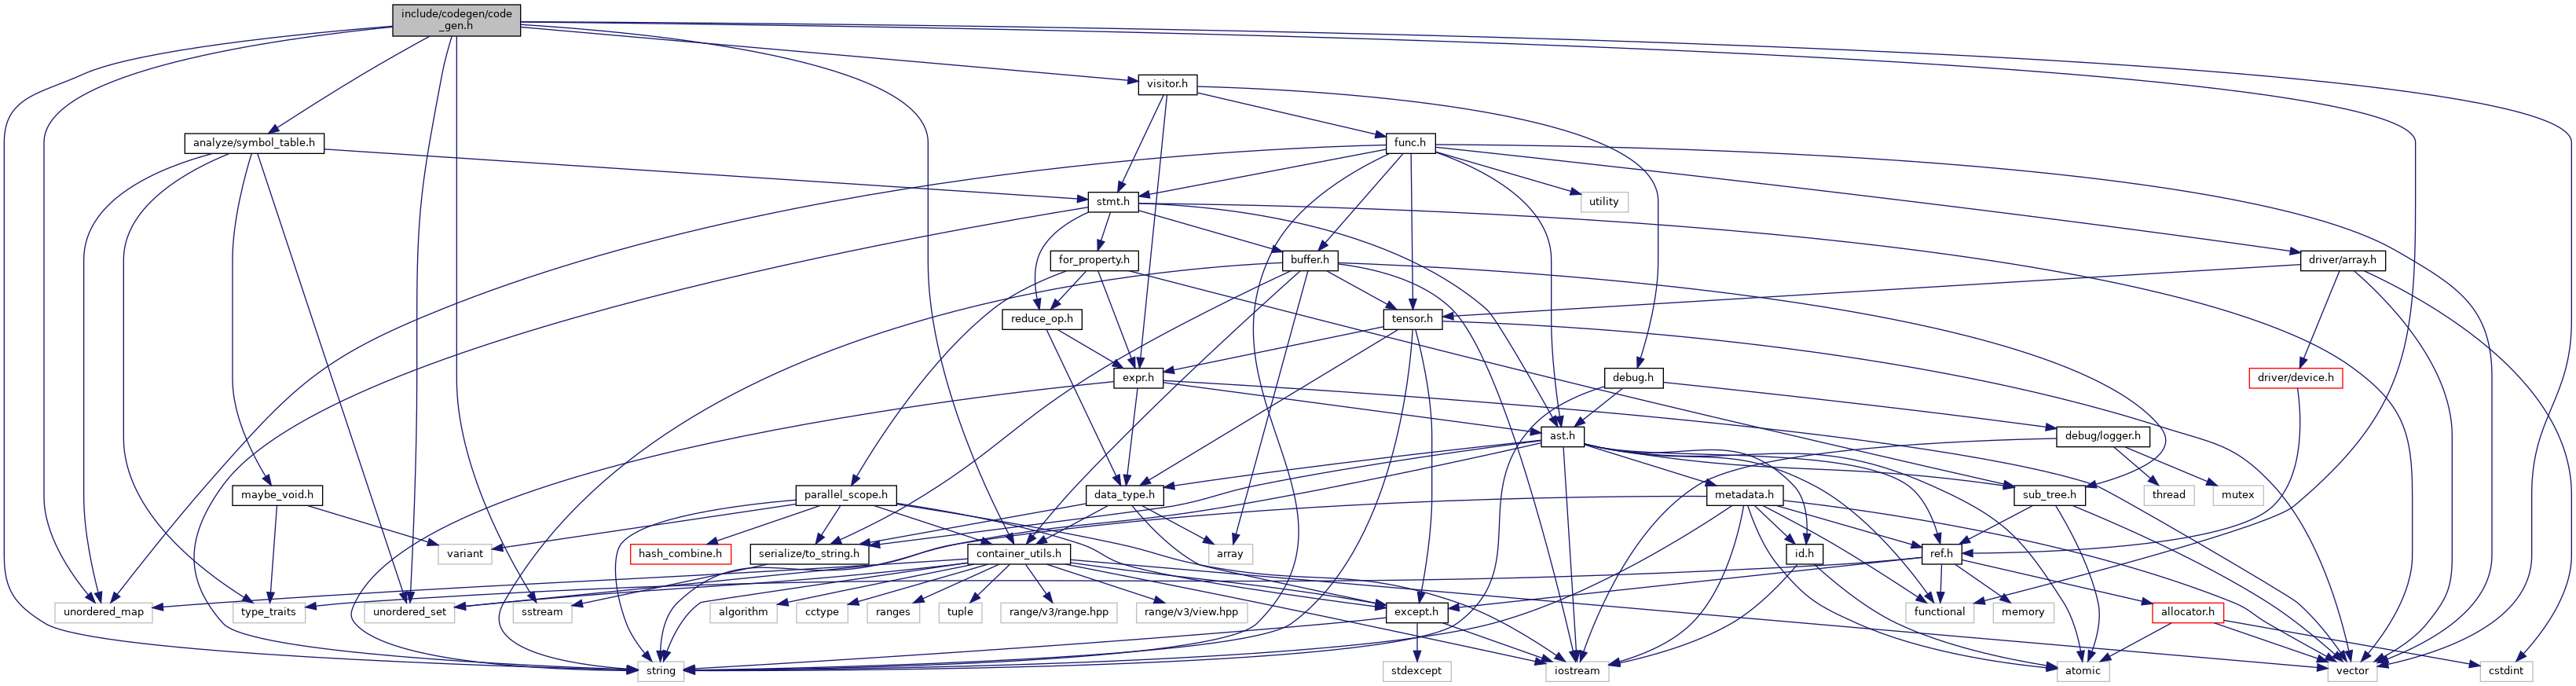 include/codegen/code
_gen.h
visitor.h
analyze/symbol_table.h
func.h
stmt.h
utility
for_property.h
buffer.h
driver/array.h
reduce_op.h
tensor.h
expr.h
debug.h
driver/device.h
ast.h
debug/logger.h
maybe_void.h
parallel_scope.h
data_type.h
metadata.h
sub_tree.h
thread
mutex
variant
hash_combine.h
serialize/to_string.h
container_utils.h
array
id.h
ref.h
unordered_map
type_traits
unordered_set
sstream
algorithm
cctype
ranges
tuple
range/v3/range.hpp
range/v3/view.hpp
except.h
functional
memory
allocator.h
string
stdexcept
iostream
atomic
vector
cstdint